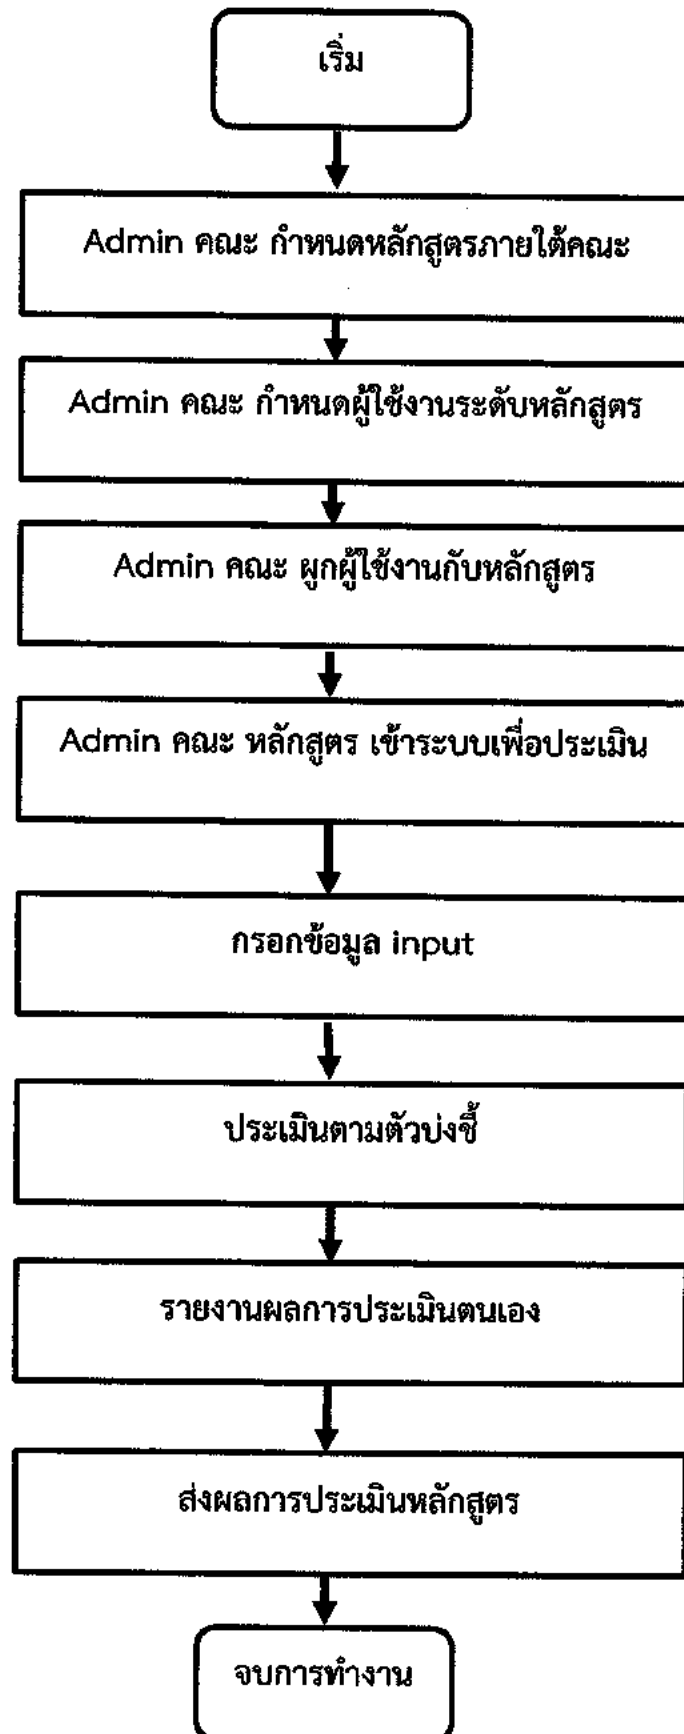 เริ่ม
Admin คณะ กำหนดหลักสูตรภายใต้คณะ
Admin คณะ กำหนดผู้ใช้งานระดับหลักสูตร
Admin คณะ ผูกผู้ใช้งานกับหลักสูตร
Admin คณะ หลักสูตร เข้าระบบเพื่อประเมิน
กรอกข้อมูล input
ประเมินตามตัวบ่งชี้
รายงานผลการประเมินตนเอง
ส่งผลการประเมินหลักสูตร
จบการทำงาน